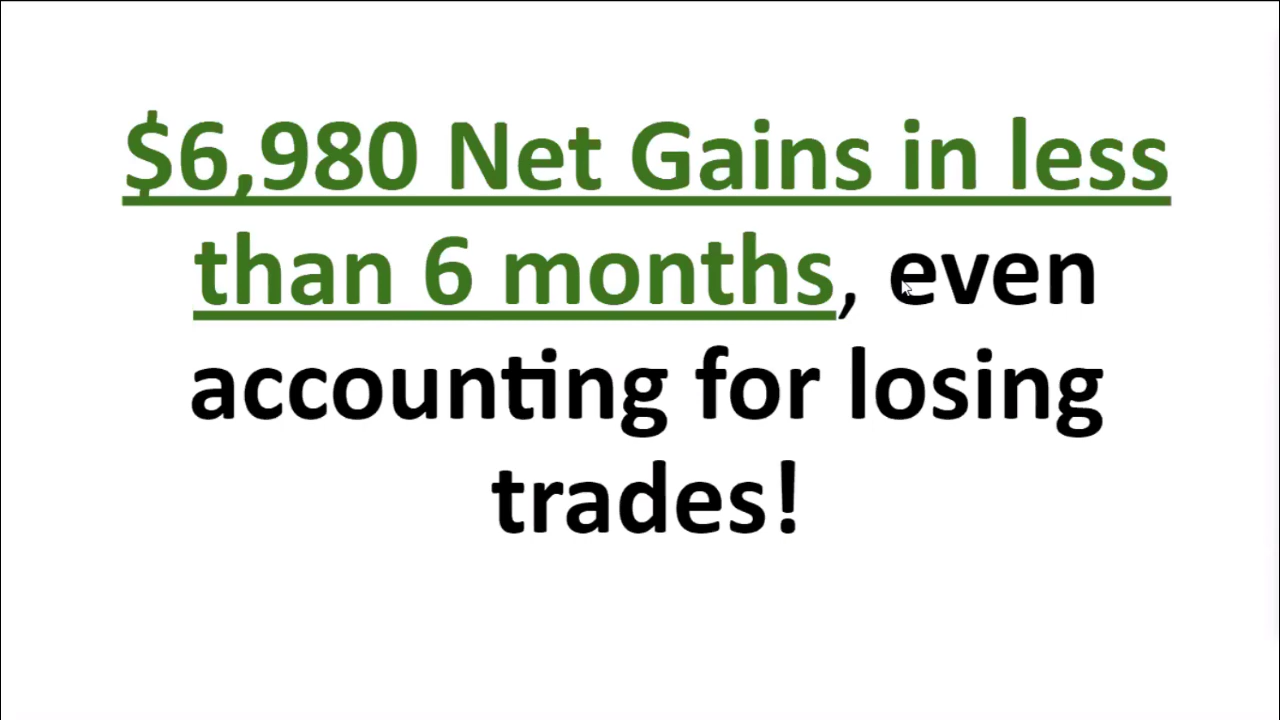 $6,980 Net Gains in less
than 6 months, even
accounting for losing
trades!